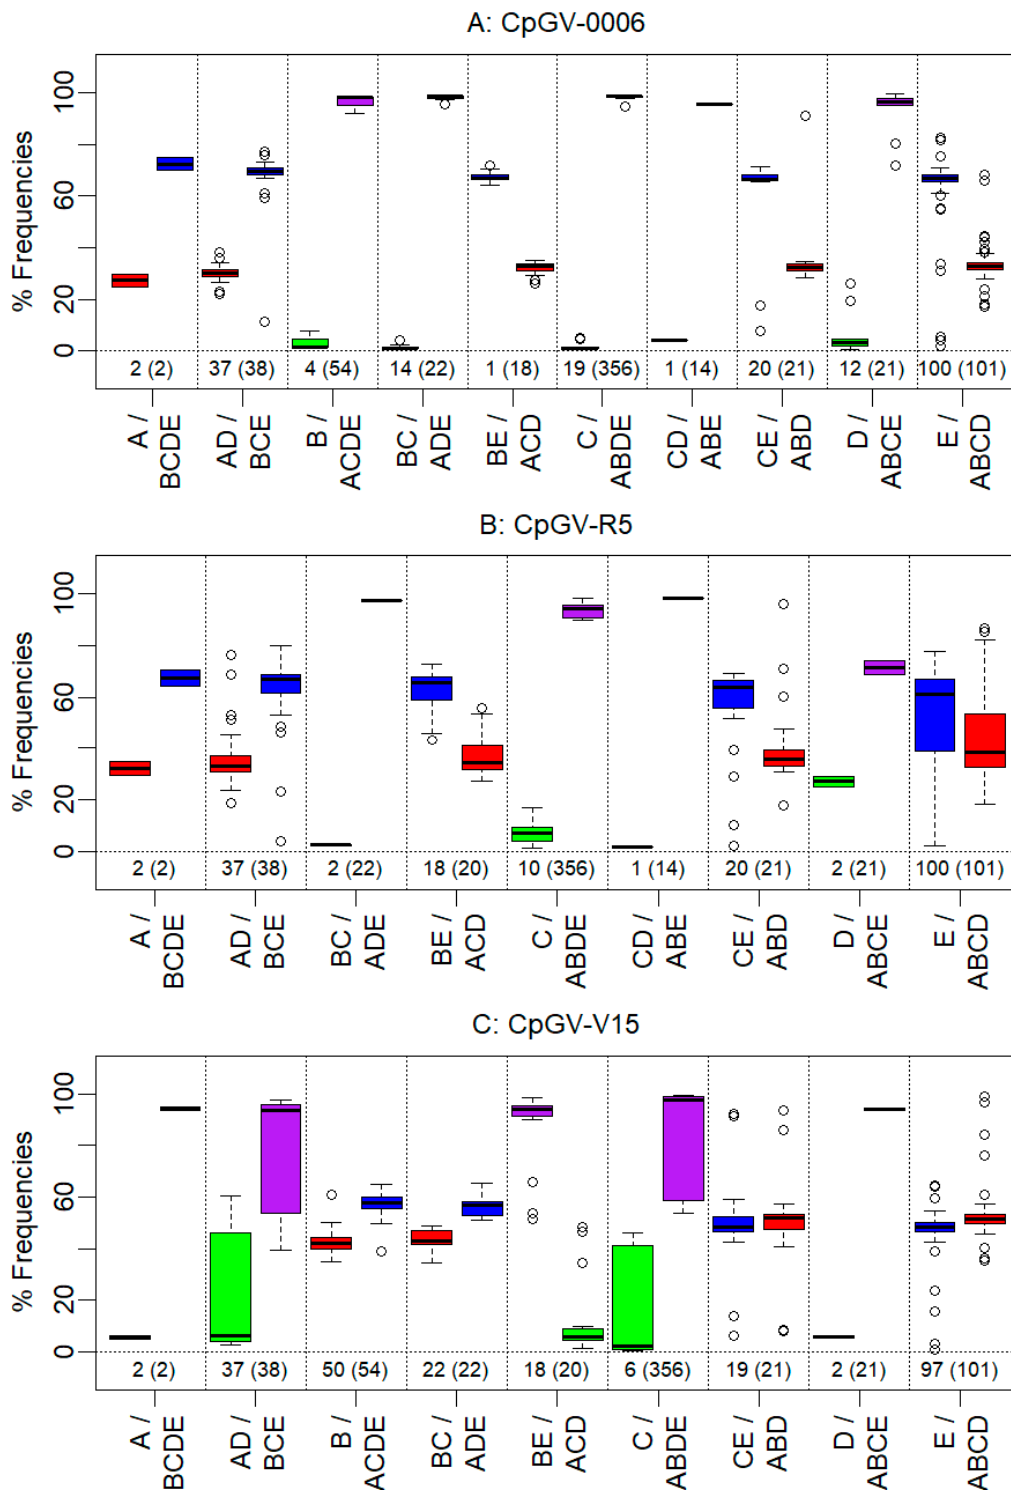 A: CpGV-0006
% Frequencies
100
60
20
0
2 (2) 37 (38) 4 (54) 14 (22) 1 (18) 19 (356) 1 (14) 20 (21) 12 (21) 100 (101)
A /
BCDE
AD /
BCE
B /
ACDE
BC /
ADE
BE /
ACD
C /
ABDE
CD /
ABE
CE /
ABD
D /
ABCE
E /
ABCD
B: CpGV-R5
% Frequencies
100
60
20
0
2 (2) 37 (38) 2 (22) 18 (20) 10 (356) 1 (14) 20 (21) 2 (21) 100 (101)
A /
BCDE
AD /
BCE
BC /
ADE
BE /
ACD
C /
ABDE
CD /
ABE
CE /
ABD
D /
ABCE
E /
ABCD
C: CpGV-V15
% Frequencies
100
60
20
0
2 (2) 37 (38) 50 (54) 22 (22) 18 (20) 6 (356) 19 (21) 2 (21) 97 (101)
A /
BCDE
AD /
BCE
B /
ACDE
BC /
ADE
BE /
ACD
C /
ABDE
CE /
ABD
D /
ABCE
E /
ABCD